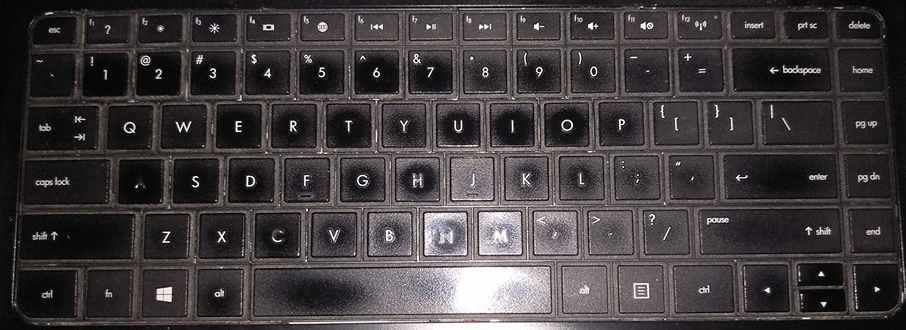 esc f1 ? f2 f3 f4 f5 f6 f7 f8 f9 f10 f11 f12 insert prt sc delete
~ ` ! 1 @ 2 # 3 $ 4 % 5 ^ 6 & 7 * 8 ( 9 ) 0 _ - + = ← backspace home
tab Q W E R T Y U I O P { [ } ] | \ pg up
caps lock A S D F G H J K L : ; " ' ↵ enter pg dn
shift ↑ Z X C V B N M < , > . ? / pause ↑ shift end
ctrl fn alt alt ctrl ◄ ▲ ▼ ►